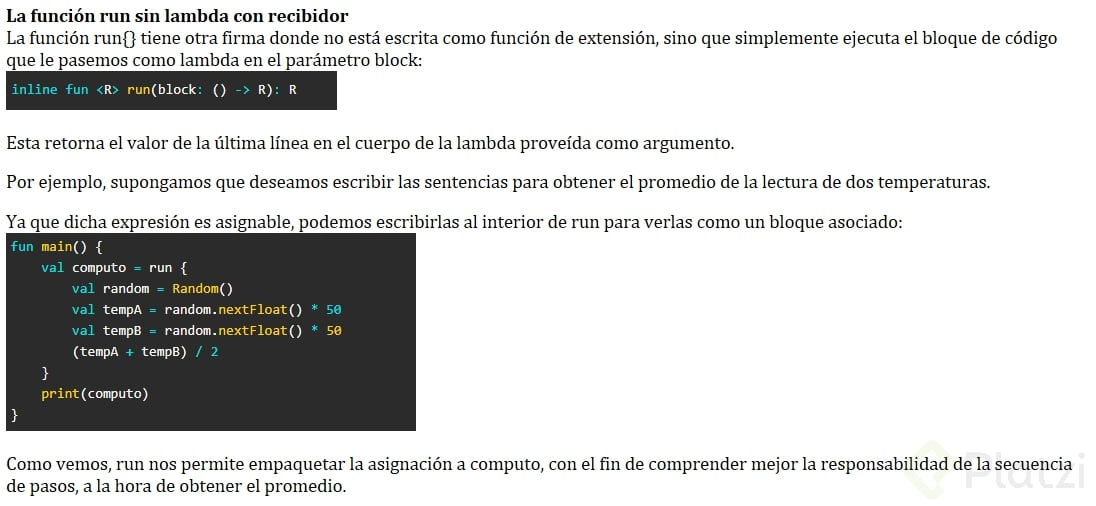 La función run sin lambda con recibidor
La función run{} tiene otra firma donde no está escrita como función de extensión, sino que simplemente ejecuta el bloque de código
que le pasemos como lambda en el parámetro block:
inline fun <R> run(block: () -> R): R
Esta retorna el valor de la última línea en el cuerpo de la lambda proveída como argumento.
Por ejemplo, supongamos que deseamos escribir las sentencias para obtener el promedio de la lectura de dos temperaturas.
Ya que dicha expresión es asignable, podemos escribirlas al interior de run para verlas como un bloque asociado:
fun main() {
    val computo = run {
        val random = Random()
        val tempA = random.nextFloat() * 50
        val tempB = random.nextFloat() * 50
        (tempA + tempB) / 2
    }
    print(computo)
}
Como vemos, run nos permite empaquetar la asignación a computo, con el fin de comprender mejor la responsabilidad de la secuencia
de pasos, a la hora de obtener el promedio.
Platzi